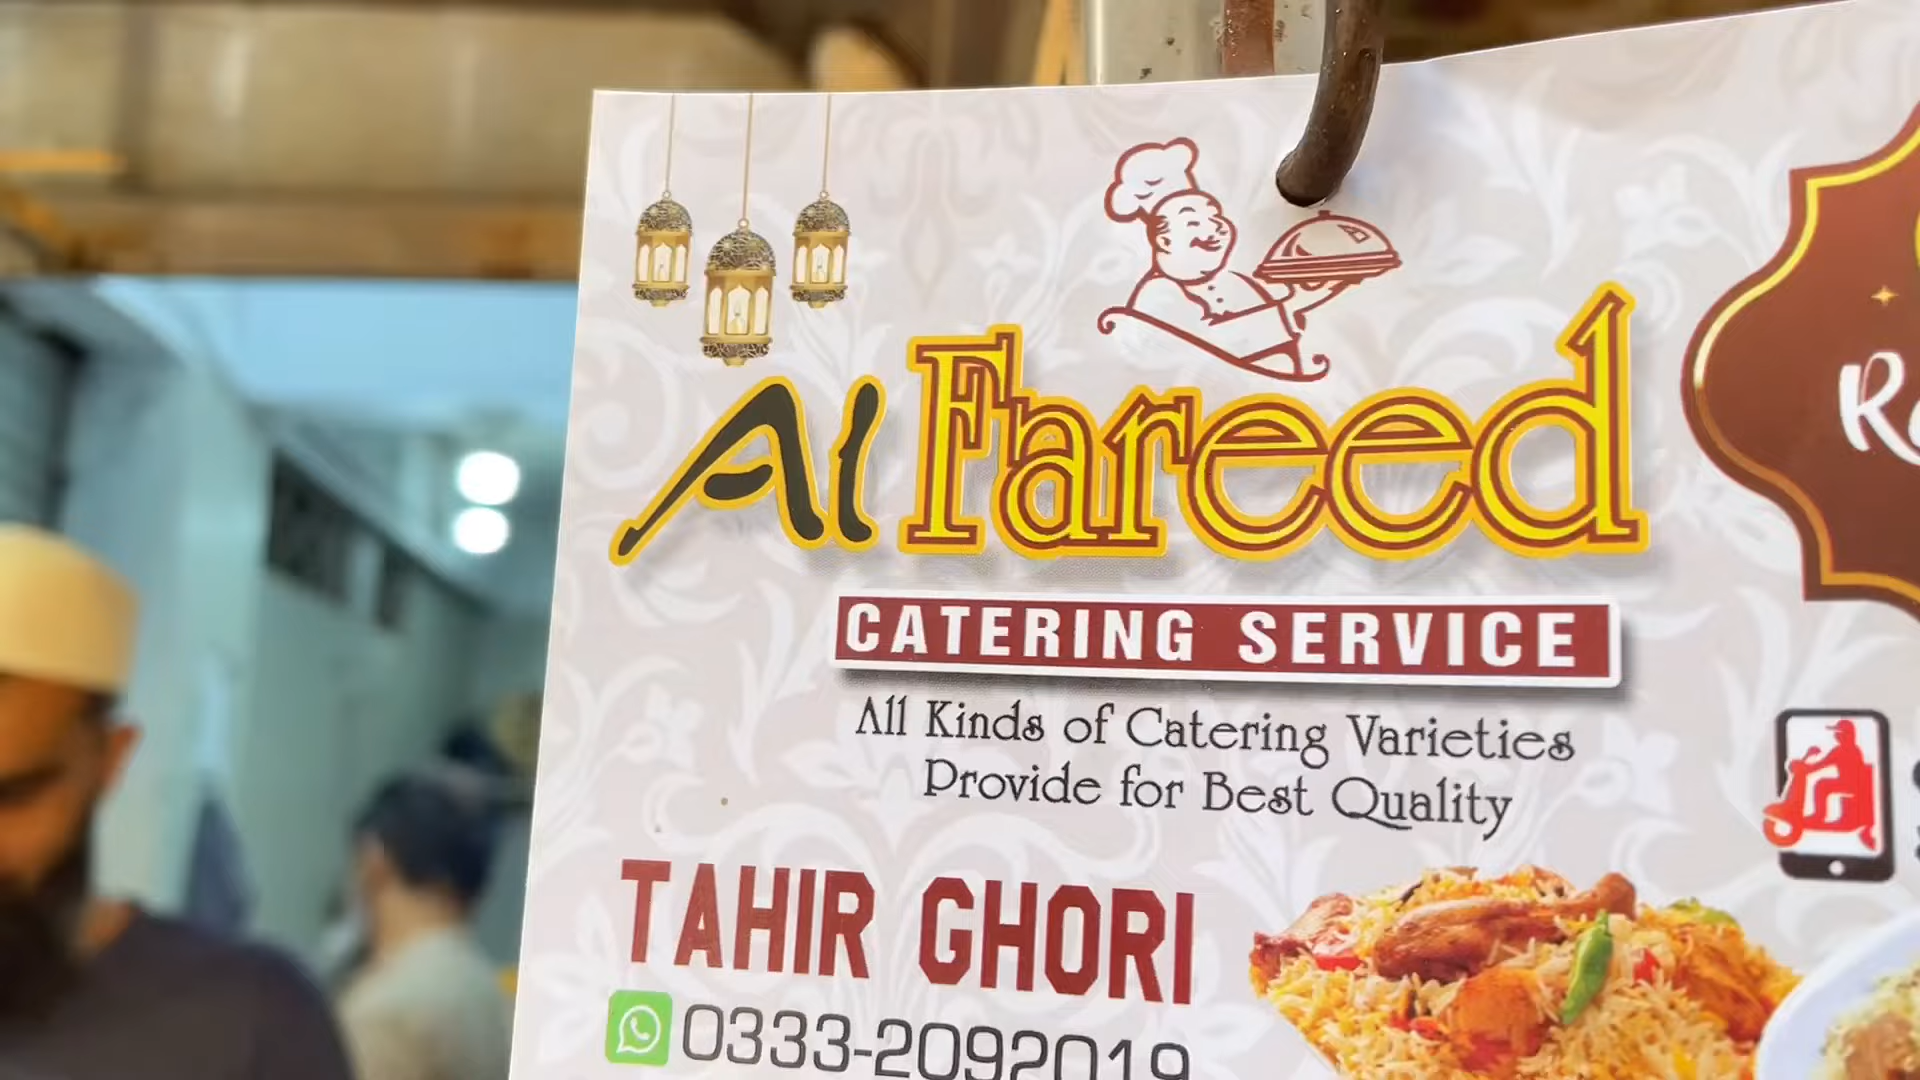 Al Fareed
CATERING SERVICE
All Kinds of Catering Varieties
Provide for Best Quality
TAHIR GHORI
0333-2092019